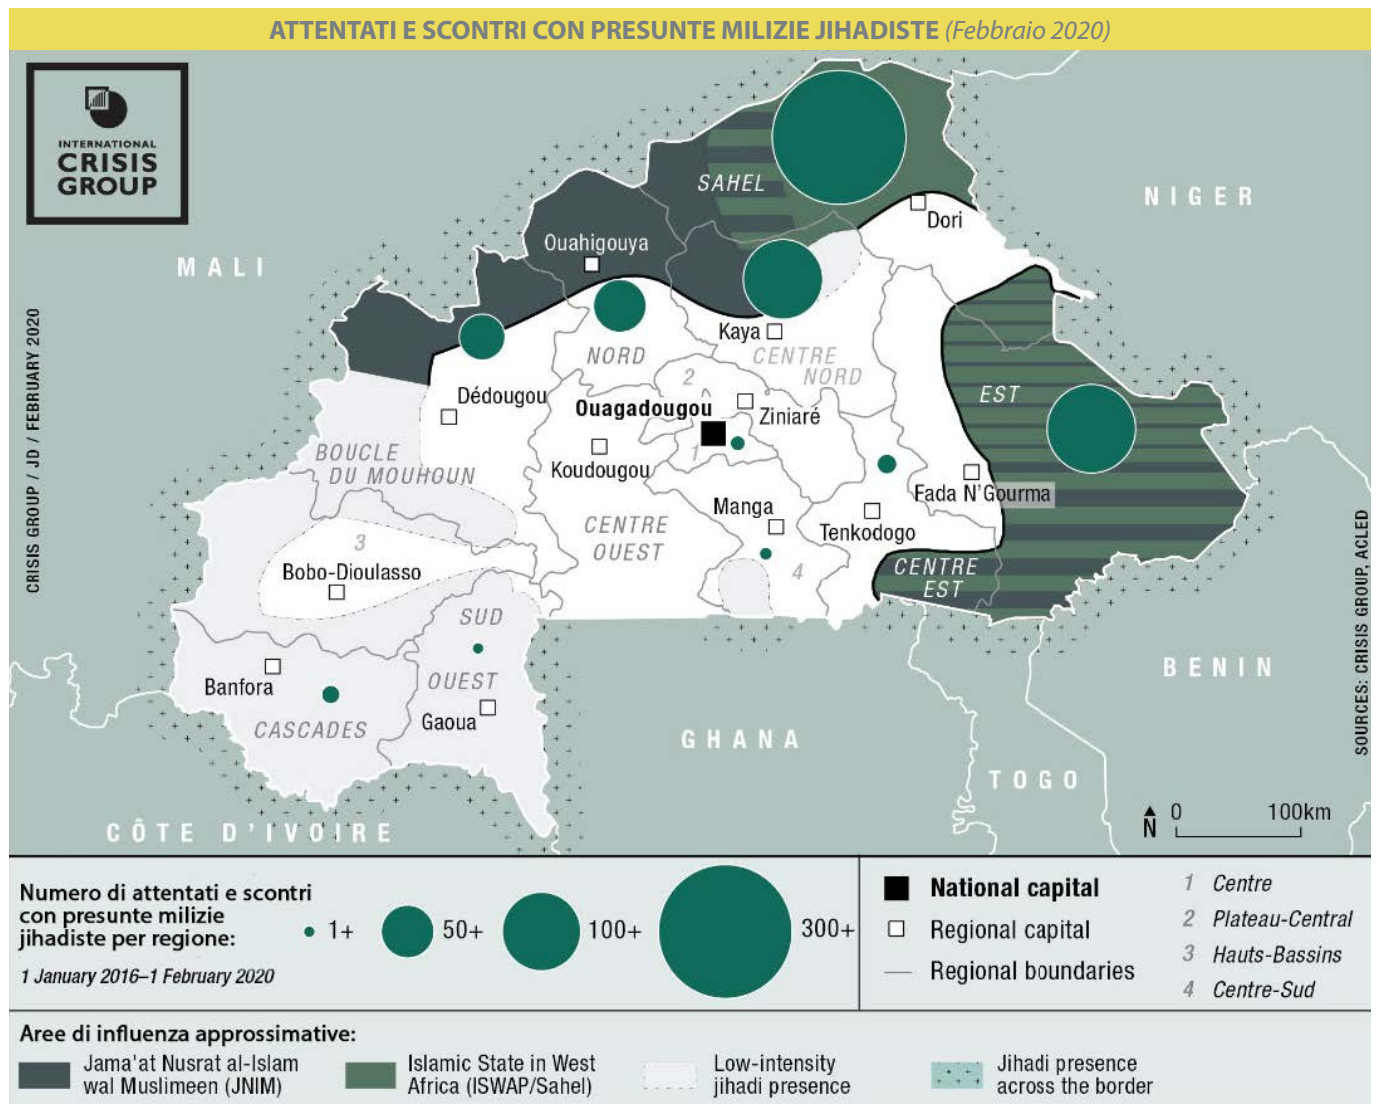 ATTENTATI E SCONTRI CON PRESUNTE MILIZIE JIHADISTE (Febbraio 2020)
INTERNATIONAL
CRISIS
GROUP
CRISIS GROUP / JD / FEBRUARY 2020
MALI
NIGER
SAHEL
Dori
Ouahigouya
Kaya
NORD
CENTRE
NORD
2
Dédougou
Ouagadougou
Ziniaré
EST
1
BOUCLE
DU MOUHOUN
Koudougou
Fada N'Gourma
Manga
Tenkodogo
CENTRE
OUEST
3
Bobo-Dioulasso
4
CENTRE
EST
SUD
OUEST
Banfora
Gaoua
CASCADES
BENIN
GHANA
TOGO
CÔTE D'IVOIRE
SOURCES: CRISIS GROUP, ACLED
N
0 100km
Numero di attentati e scontri
con presunte milizie
jihadiste per regione:
1 January 2016–1 February 2020
1+
50+
100+
300+
National capital
Regional capital
Regional boundaries
1 Centre
2 Plateau-Central
3 Hauts-Bassins
4 Centre-Sud
Aree di influenza approssimative:
Jama'at Nusrat al-Islam
wal Muslimeen (JNIM)
Islamic State in West
Africa (ISWAP/Sahel)
Low-intensity
jihadi presence
Jihadi presence
across the border